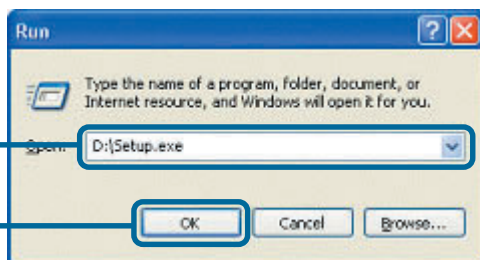 Run
Type the name of a program, folder, document, or
Internet resource, and Windows will open it for you.
Open: D:\Setup.exe
OK Cancel Browse...